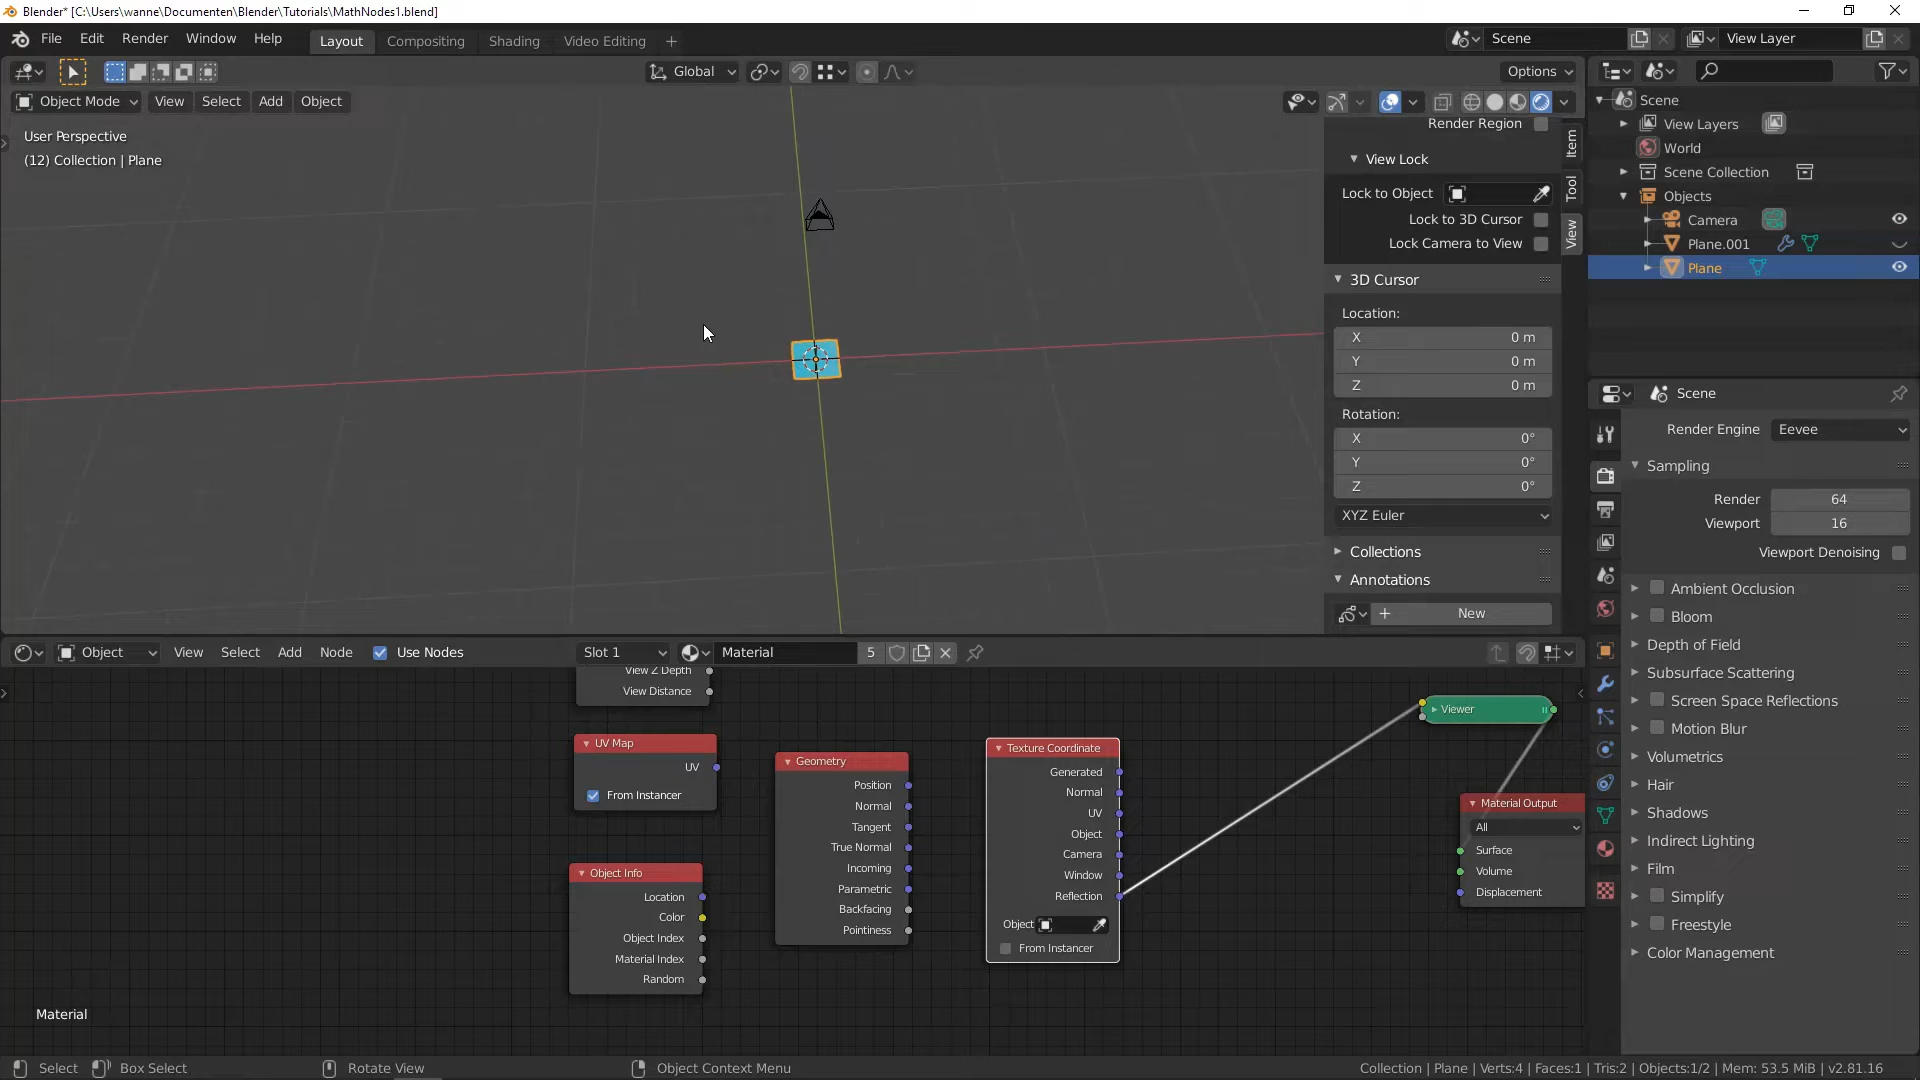 Blender* [C:\Users\wanne\Documenten\Blender\Tutorials\MathNodes1.blend]
File Edit Render Window Help Layout Compositing Shading Video Editing + Scene View Layer
Global Options
Object Mode View Select Add Object
User Perspective
(12) Collection | Plane
Render Region
View Lock
Lock to Object
Lock to 3D Cursor
Lock Camera to View
3D Cursor
Location:
X 0 m
Y 0 m
Z 0 m
Rotation:
X 0°
Y 0°
Z 0°
XYZ Euler
Collections
Annotations
+ New
Item
Tool
View
Scene
View Layers
World
Scene Collection
Objects
Camera
Plane.001
Plane
Scene
Render Engine Eevee
Sampling
Render 64
Viewport 16
Viewport Denoising
Ambient Occlusion
Bloom
Depth of Field
Subsurface Scattering
Screen Space Reflections
Motion Blur
Volumetrics
Hair
Shadows
Indirect Lighting
Film
Simplify
Freestyle
Color Management
Object View Select Add Node Use Nodes Slot 1 Material 5
View Z Depth
View Distance
UV Map
UV
From Instancer
Object Info
Location
Color
Object Index
Material Index
Random
Geometry
Position
Normal
Tangent
True Normal
Incoming
Parametric
Backfacing
Pointiness
Texture Coordinate
Generated
Normal
UV
Object
Camera
Window
Reflection
Object
From Instancer
Viewer
Material Output
All
Surface
Volume
Displacement
Material
Select Box Select Rotate View Object Context Menu Collection | Plane | Verts:4 | Faces:1 | Tris:2 | Objects:1/2 | Mem: 53.5 MiB | v2.81.16